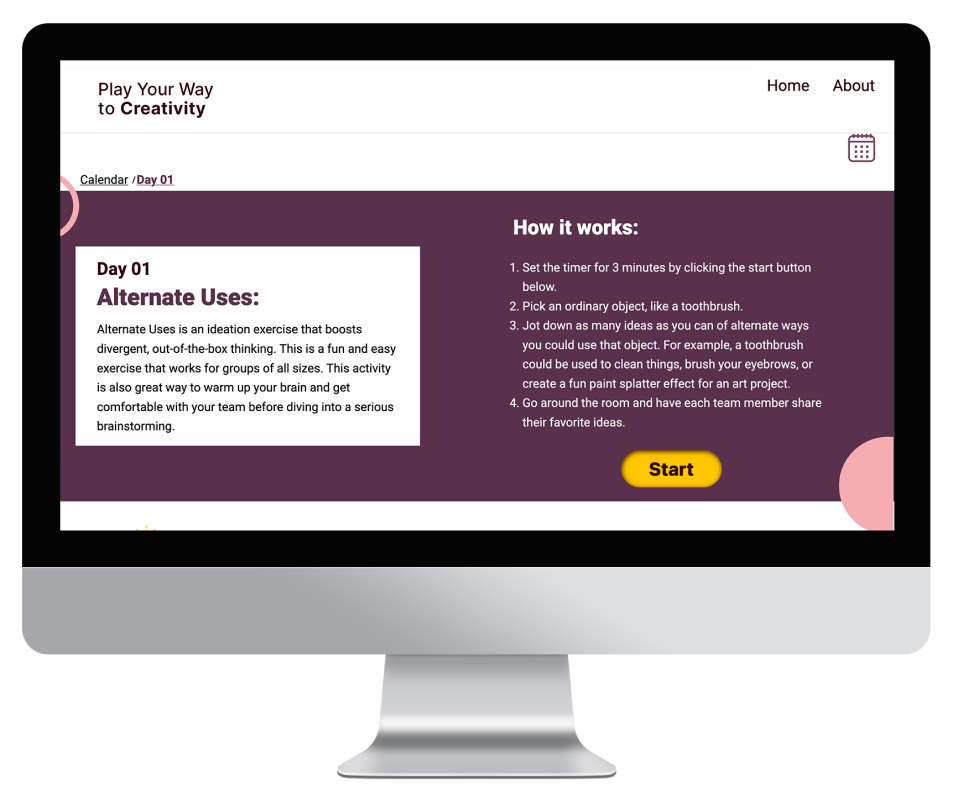 Play Your Way
to Creativity
Home
About
Calendar / Day 01
Day 01
Alternate Uses:
Alternate Uses is an ideation exercise that boosts
divergent, out-of-the-box thinking. This is a fun and easy
exercise that works for groups of all sizes. This activity
is also great way to warm up your brain and get
comfortable with your team before diving into a serious
brainstorming.
How it works:
1. Set the timer for 3 minutes by clicking the start button
below.
2. Pick an ordinary object, like a toothbrush.
3. Jot down as many ideas as you can of alternate ways
you could use that object. For example, a toothbrush
could be used to clean things, brush your eyebrows, or
create a fun paint splatter effect for an art project.
4. Go around the room and have each team member share
their favorite ideas.
Start